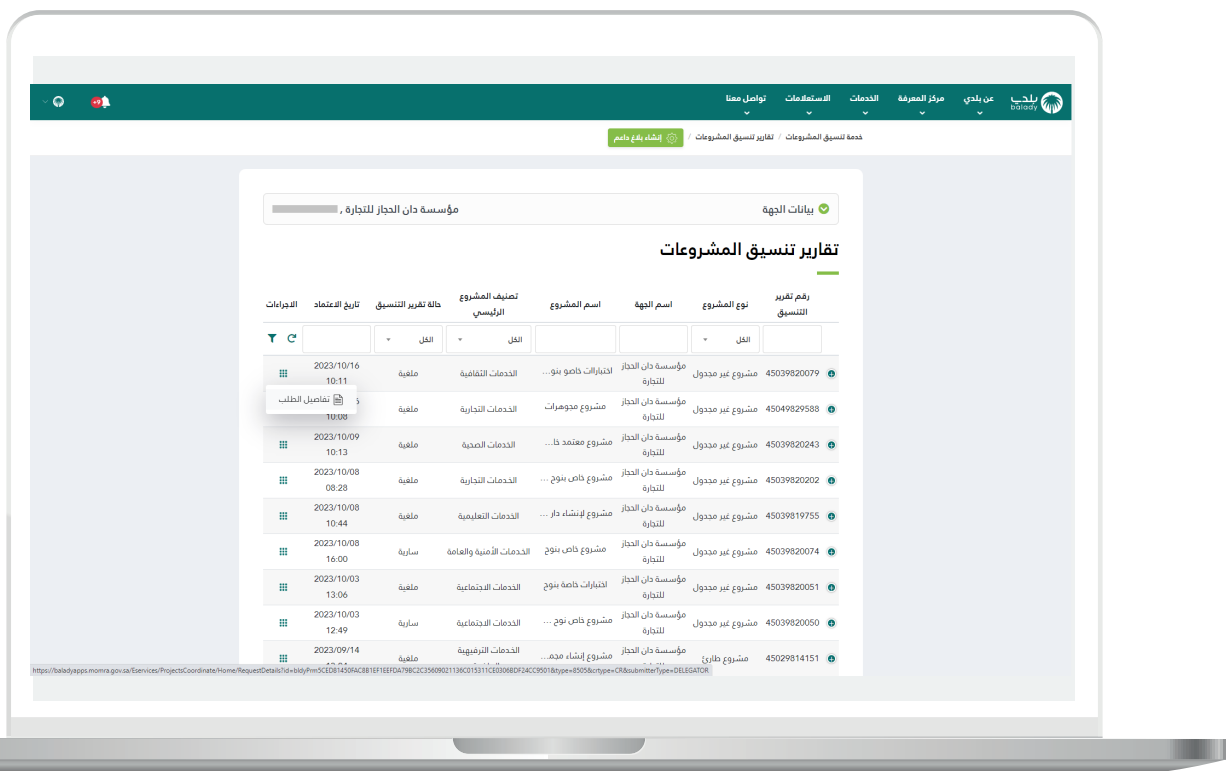 بلدي
balady
عن بلدي
مركز المعرفة
الخدمات
الاستعلامات
تواصل معنا
+9
خدمة تنسيق المشروعات / تقارير تنسيق المشروعات /
إنشاء بلاغ داعم
بيانات الجهة
مؤسسة دان الحجاز للتجارة ,
تقارير تنسيق المشروعات
رقم تقرير التنسيق نوع المشروع اسم الجهة اسم المشروع تصنيف المشروع الرئيسي حالة تقرير التنسيق تاريخ الاعتماد الاجراءات
الكل الكل الكل
45039820079 مشروع غير مجدول مؤسسة دان الحجاز للتجارة اختباراات خاصو بنو... الخدمات الثقافية ملغية 2023/10/16 10:11
تفاصيل الطلب
45049829588 مشروع غير مجدول مؤسسة دان الحجاز للتجارة مشروع مجوهرات الخدمات التجارية ملغية 10:08
45039820243 مشروع غير مجدول مؤسسة دان الحجاز للتجارة مشروع معتمد خا... الخدمات الصحية ملغية 2023/10/09 10:13
45039820202 مشروع غير مجدول مؤسسة دان الحجاز للتجارة مشروع خاص بنوح ... الخدمات التجارية ملغية 2023/10/08 08:28
45039819755 مشروع غير مجدول مؤسسة دان الحجاز للتجارة مشروع لإنشاء دار ... الخدمات التعليمية ملغية 2023/10/08 10:44
45039820074 مشروع غير مجدول مؤسسة دان الحجاز للتجارة مشروع خاص بنوح الخدمات الأمنية والعامة سارية 2023/10/08 16:00
45039820051 مشروع غير مجدول مؤسسة دان الحجاز للتجارة اختبارات خاصة بنوح الخدمات الاجتماعية ملغية 2023/10/03 13:06
45039820050 مشروع غير مجدول مؤسسة دان الحجاز للتجارة مشروع خاص نوح ... الخدمات الاجتماعية سارية 2023/10/03 12:49
45029814151 مشروع طارئ مؤسسة دان الحجاز مشروع إنشاء مجم... الخدمات الترفيهية ملغية 2023/09/14